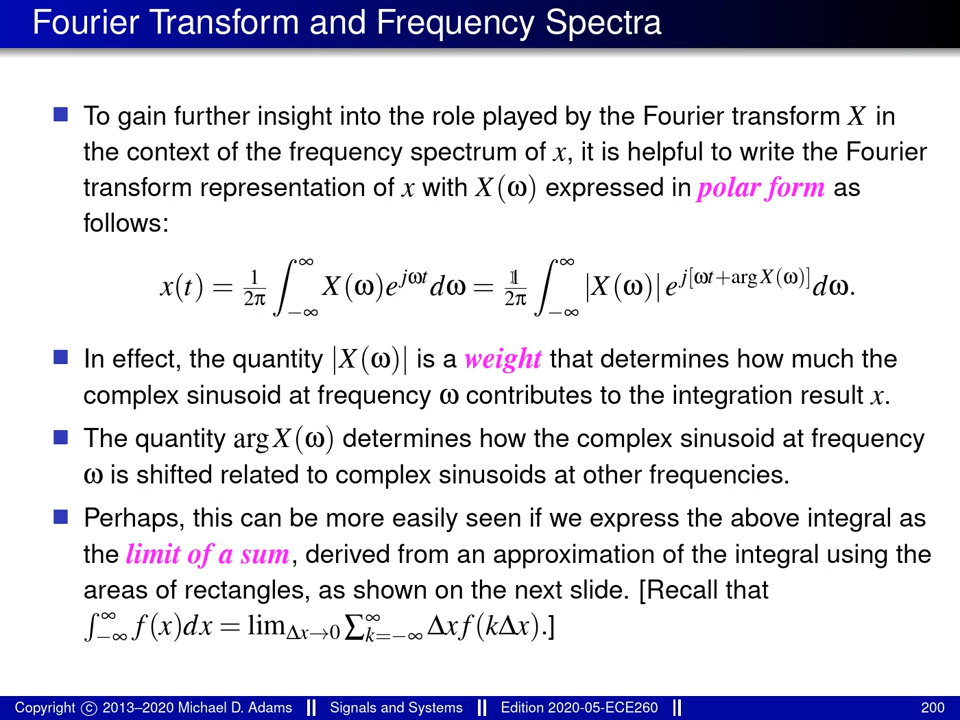 Fourier Transform and Frequency Spectra
To gain further insight into the role played by the Fourier transform X in
the context of the frequency spectrum of x, it is helpful to write the Fourier
transform representation of x with X(ω) expressed in polar form as
follows:
x(t) = 1/2π ∫_{−∞}^{∞} X(ω)e^{jωt}dω = 1/2π ∫_{−∞}^{∞} |X(ω)| e^{j[ωt+arg X(ω)]}dω.
In effect, the quantity |X(ω)| is a weight that determines how much the
complex sinusoid at frequency ω contributes to the integration result x.
The quantity arg X(ω) determines how the complex sinusoid at frequency
ω is shifted related to complex sinusoids at other frequencies.
Perhaps, this can be more easily seen if we express the above integral as
the limit of a sum, derived from an approximation of the integral using the
areas of rectangles, as shown on the next slide. [Recall that
∫_{−∞}^{∞} f(x)dx = lim_{Δx→0} ∑_{k=−∞}^{∞} Δx f(kΔx).]
Copyright © 2013–2020 Michael D. Adams Signals and Systems Edition 2020-05-ECE260 200